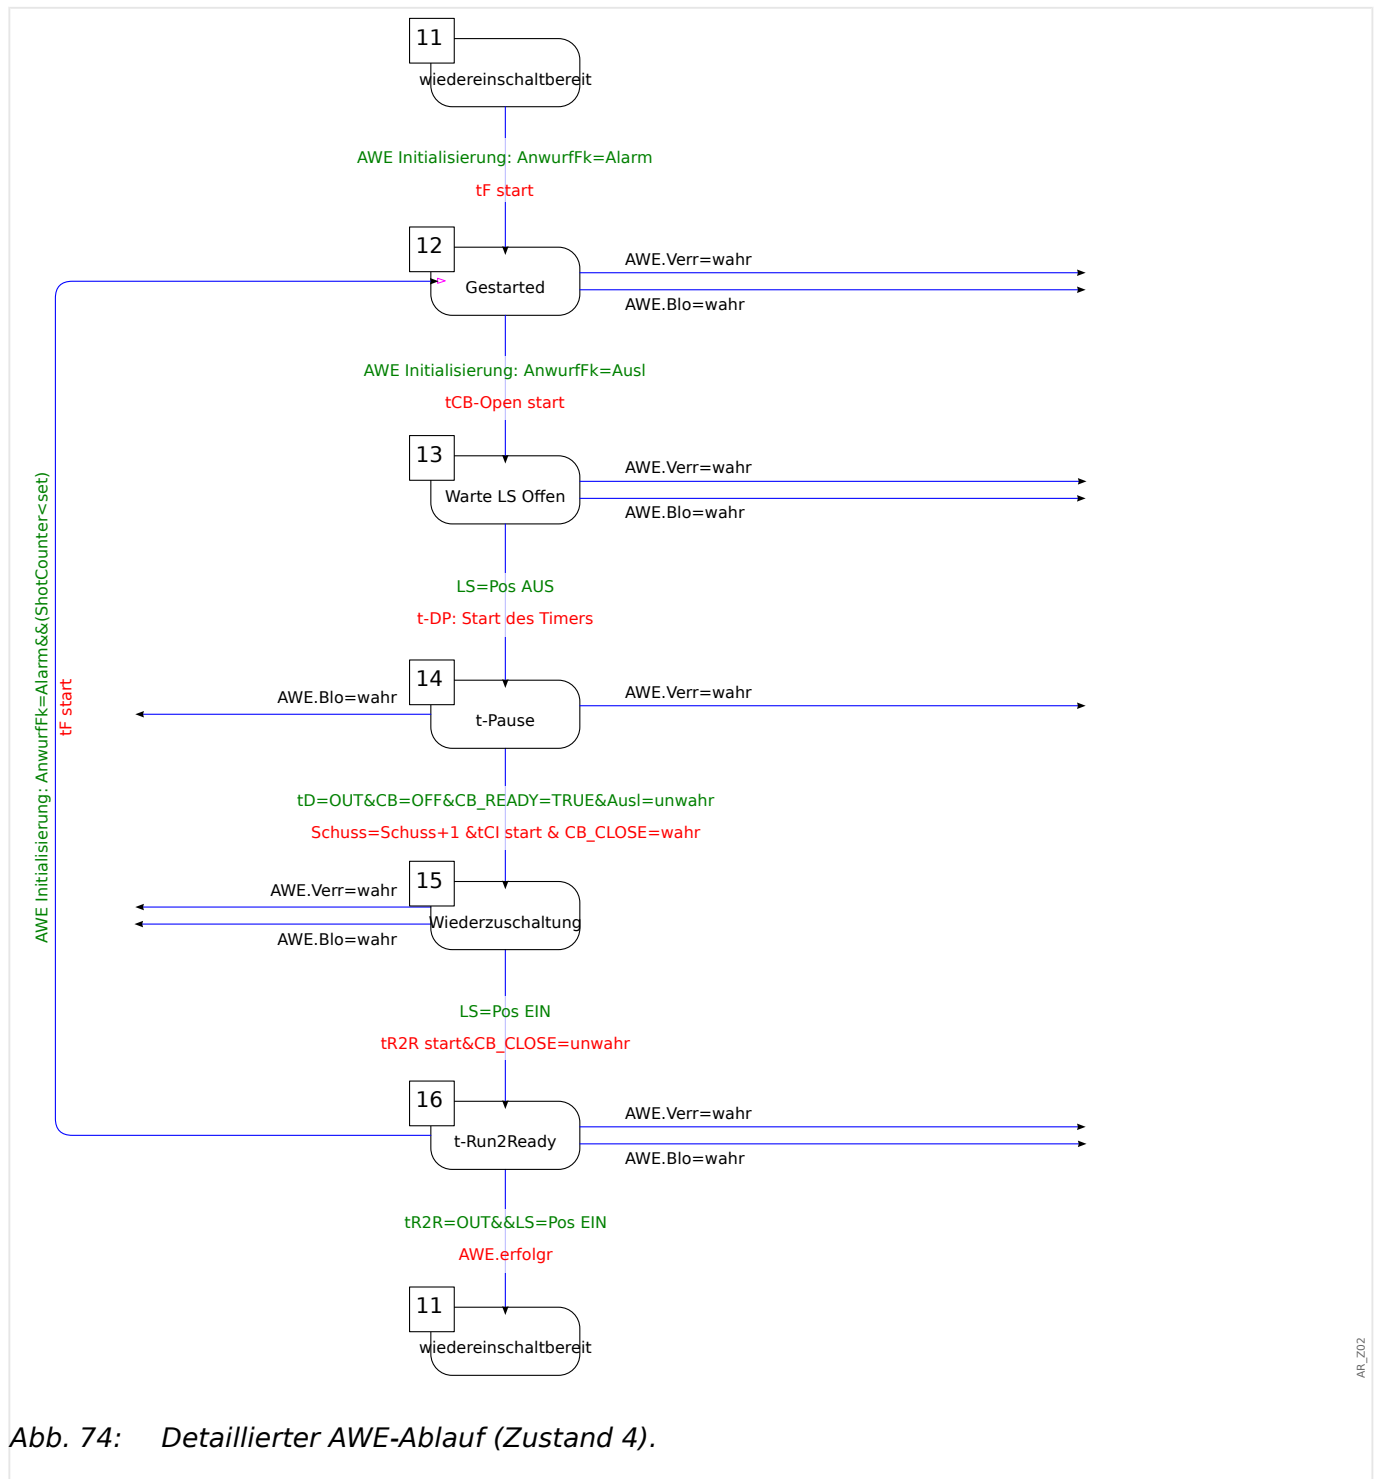 11
wiedereinschaltbereit
AWE Initialisierung: AnwurfFk=Alarm
tF start
12
Gestarted
AWE.Verr=wahr
AWE.Blo=wahr
AWE Initialisierung: AnwurfFk=Ausl
tCB-Open start
13
Warte LS Offen
AWE.Verr=wahr
AWE.Blo=wahr
AWE Initialisierung: AnwurfFk=Alarm&&(ShotCounter<set)
tF start
LS=Pos AUS
t-DP: Start des Timers
14
t-Pause
AWE.Blo=wahr
AWE.Verr=wahr
tD=OUT&CB=OFF&CB_READY=TRUE&Ausl=unwahr
Schuss=Schuss+1 &tCI start & CB_CLOSE=wahr
15
Wiederzuschaltung
AWE.Verr=wahr
AWE.Blo=wahr
LS=Pos EIN
tR2R start&CB_CLOSE=unwahr
16
t-Run2Ready
AWE.Verr=wahr
AWE.Blo=wahr
tR2R=OUT&&LS=Pos EIN
AWE.erfolgr
11
wiedereinschaltbereit
AR_Z02
Abb. 74: Detaillierter AWE-Ablauf (Zustand 4).